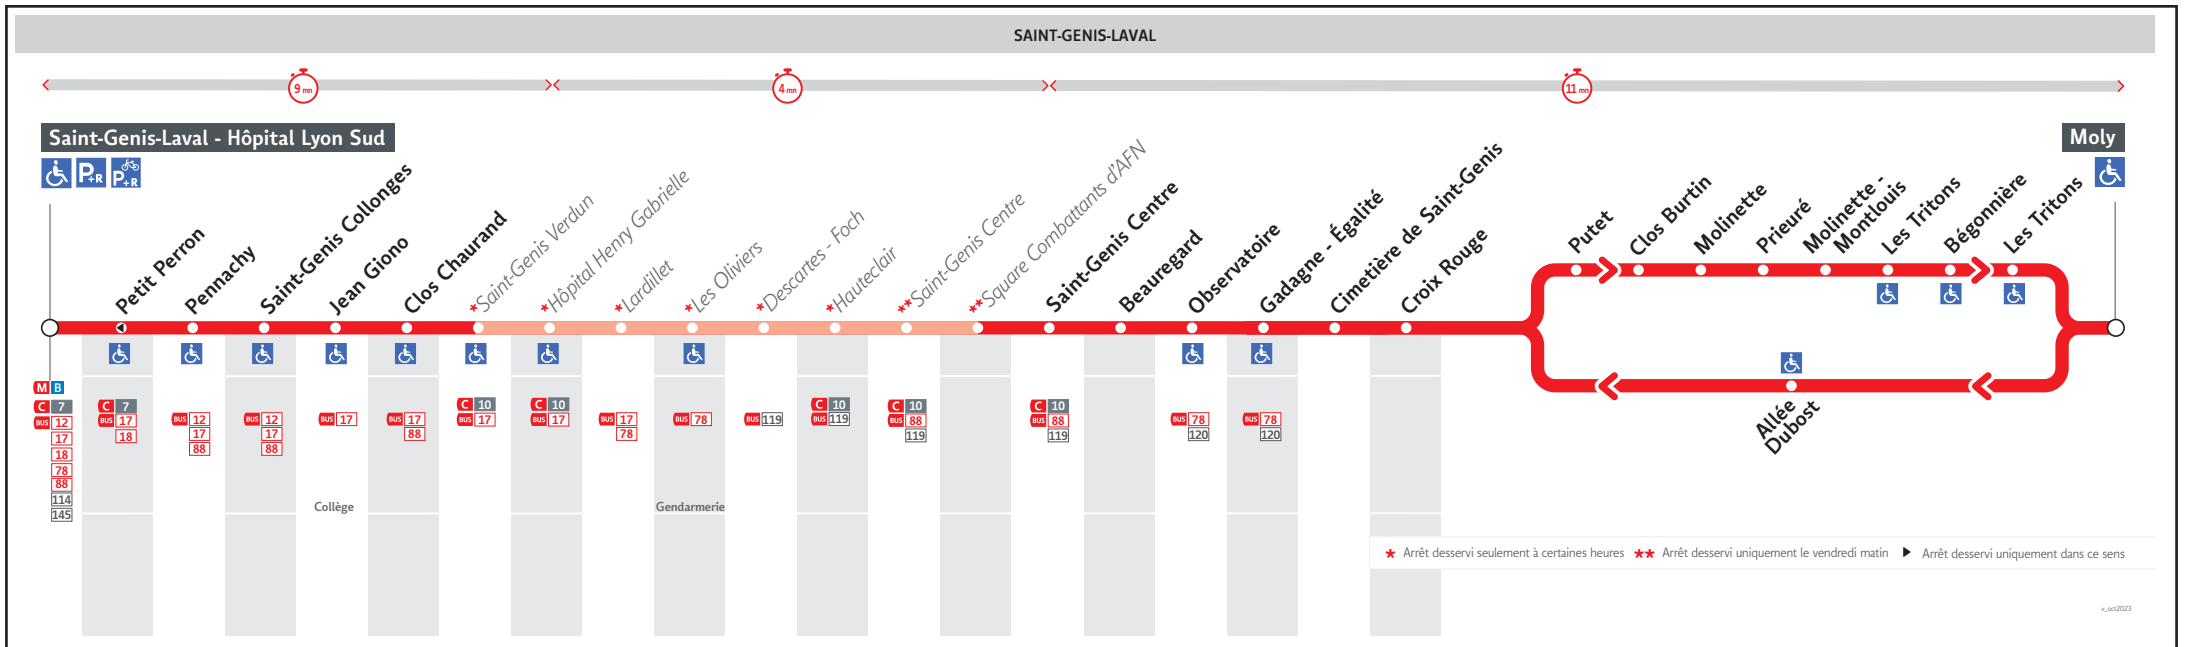 SAINT-GENIS-LAVAL
9 mn
4 mn
11 mn
Saint-Genis-Laval - Hôpital Lyon Sud
Moly
P+R
P+R
Petit Perron
Pennachy
Saint-Genis Collonges
Jean Giono
Clos Chaurand
*Saint-Genis Verdun
*Hôpital Henry Gabrielle
*Lardillet
*Les Oliviers
*Descartes - Foch
*Hauteclair
**Saint-Genis Centre
**Square Combattants d'AFN
Saint-Genis Centre
Beauregard
Observatoire
Gadagne - Égalité
Cimetière de Saint-Genis
Croix Rouge
Putet
Clos Burtin
Molinette
Prieuré
Molinette -
Montlouis
Les Tritons
Bégonnière
Les Tritons
Allée
Dubost
M B
C 7
BUS 12
17
18
78
88
114
145
C 7
BUS 17
18
BUS 12
17
88
BUS 12
17
88
BUS 17
BUS 17
88
C 10
BUS 17
C 10
BUS 17
BUS 17
78
BUS 78
BUS 119
C 10
BUS 119
C 10
BUS 88
119
C 10
BUS 88
119
BUS 78
120
BUS 78
120
Collège
Gendarmerie
* Arrêt desservi seulement à certaines heures ** Arrêt desservi uniquement le vendredi matin Arrêt desservi uniquement dans ce sens
v_oct2023